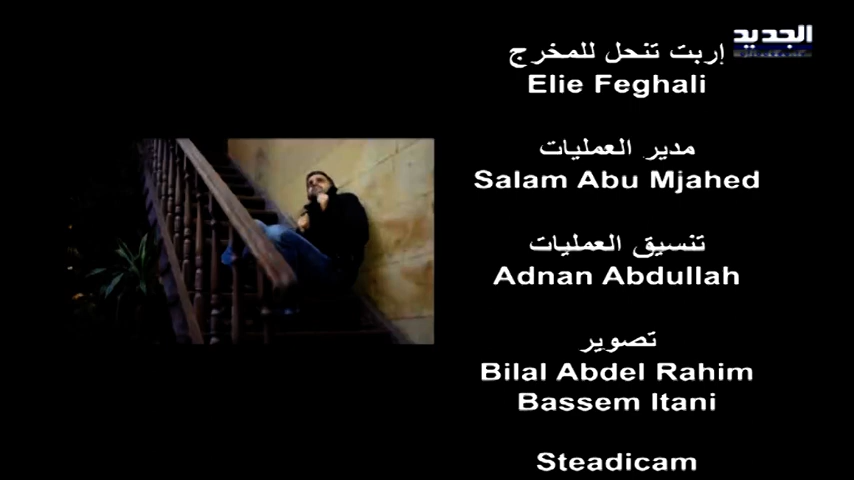 الجديد
إربت تنحل للمخرج
Elie Feghali
مدير العمليات
Salam Abu Mjahed
تنسيق العمليات
Adnan Abdullah
تصوير
Bilal Abdel Rahim
Bassem Itani
Steadicam